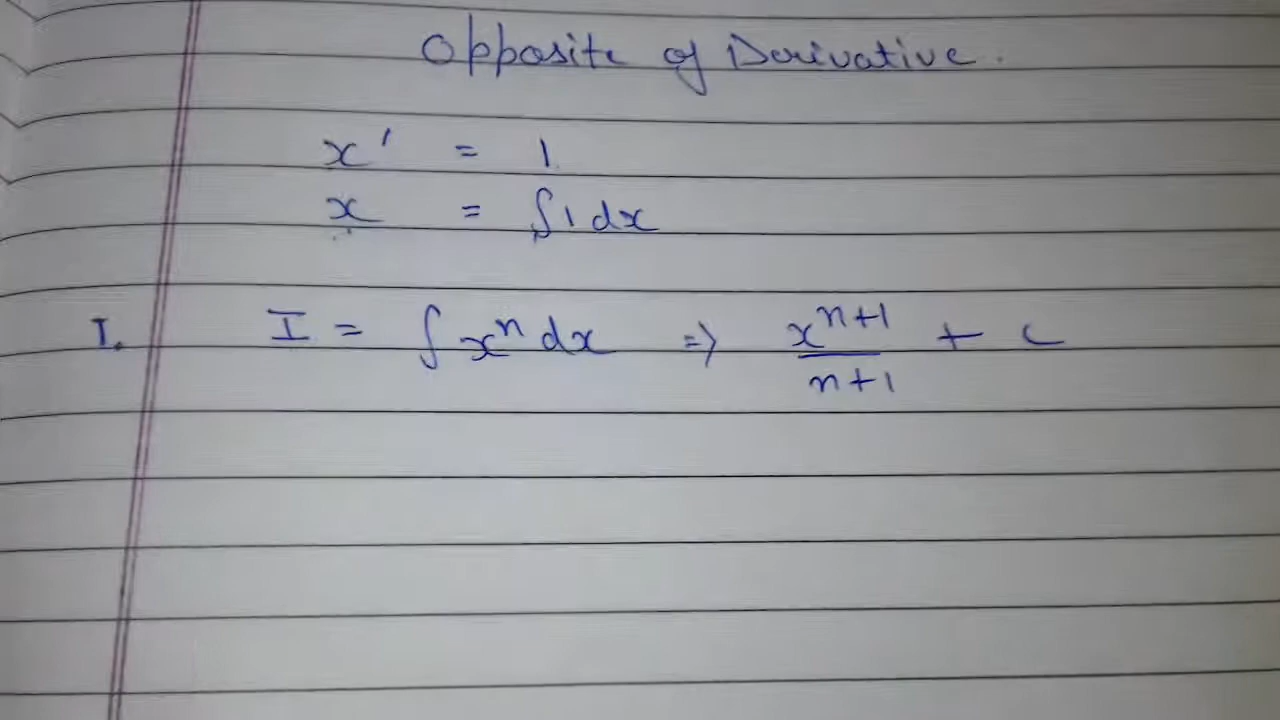 Opposite of Derivative.
x' = 1.
x = ∫1 dx
I. I = ∫ xⁿ dx ⇒ xⁿ⁺¹/n+1 + c